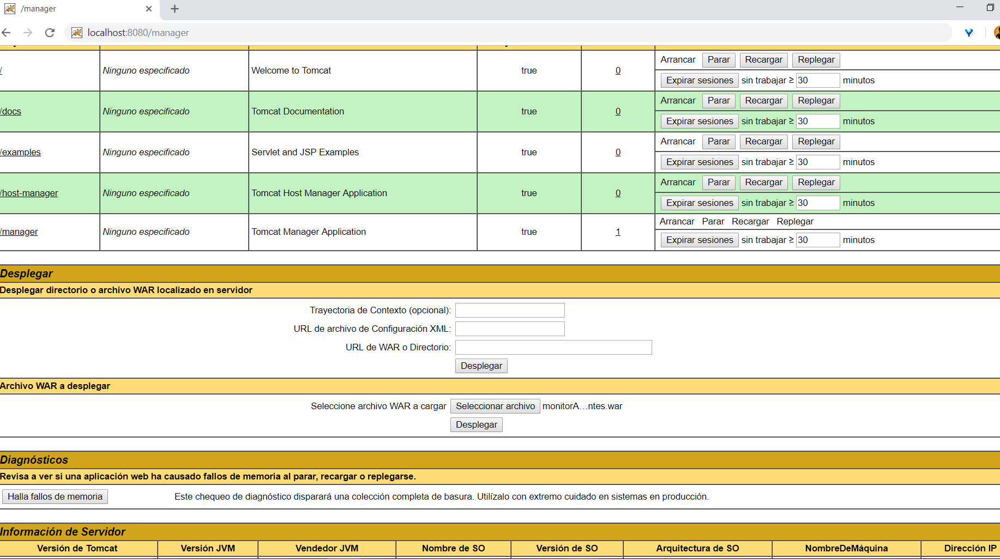 /manager
localhost:8080/manager
/ Ninguno especificado Welcome to Tomcat true 0 Arrancar Parar Recargar Replegar
Expirar sesiones sin trabajar ≥ 30 minutos
/docs Ninguno especificado Tomcat Documentation true 0 Arrancar Parar Recargar Replegar
Expirar sesiones sin trabajar ≥ 30 minutos
/examples Ninguno especificado Servlet and JSP Examples true 0 Arrancar Parar Recargar Replegar
Expirar sesiones sin trabajar ≥ 30 minutos
/host-manager Ninguno especificado Tomcat Host Manager Application true 0 Arrancar Parar Recargar Replegar
Expirar sesiones sin trabajar ≥ 30 minutos
/manager Ninguno especificado Tomcat Manager Application true 1 Arrancar Parar Recargar Replegar
Expirar sesiones sin trabajar ≥ 30 minutos
Desplegar
Desplegar directorio o archivo WAR localizado en servidor
Trayectoria de Contexto (opcional):
URL de archivo de Configuración XML:
URL de WAR o Directorio:
Desplegar
Archivo WAR a desplegar
Seleccione archivo WAR a cargar Seleccionar archivo monitorA…ntes.war
Desplegar
Diagnósticos
Revisa a ver si una aplicación web ha causado fallos de memoria al parar, recargar o replegarse.
Halla fallos de memoria Este chequeo de diagnóstico disparará una colección completa de basura. Utilízalo con extremo cuidado en sistemas en producción.
Información de Servidor
Versión de Tomcat Versión JVM Vendedor JVM Nombre de SO Versión de SO Arquitectura de SO NombreDeMáquina Dirección IP